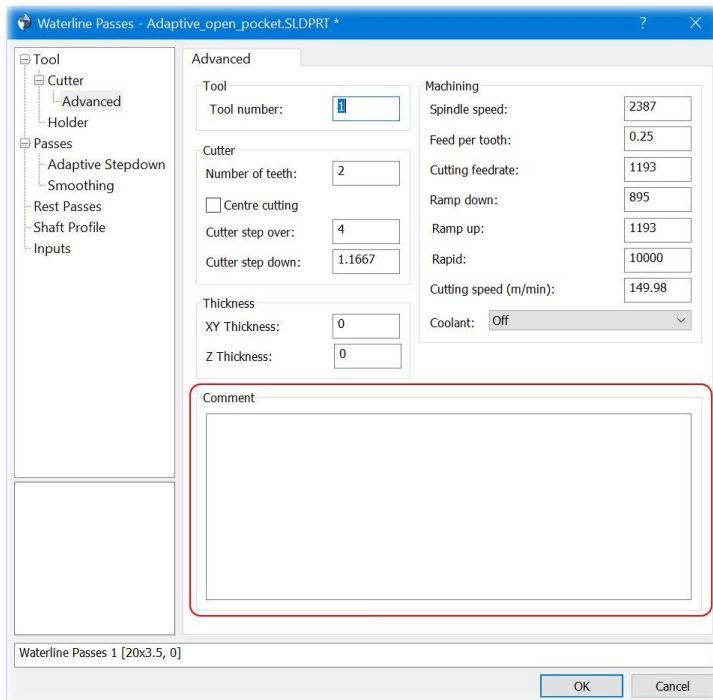 Waterline Passes - Adaptive_open_pocket.SLDPRT *
? ×
Tool
Cutter
Advanced
Holder
Passes
Adaptive Stepdown
Smoothing
Rest Passes
Shaft Profile
Inputs
Advanced
Tool
Tool number: 1
Cutter
Number of teeth: 2
Centre cutting
Cutter step over: 4
Cutter step down: 1.1667
Thickness
XY Thickness: 0
Z Thickness: 0
Machining
Spindle speed: 2387
Feed per tooth: 0.25
Cutting feedrate: 1193
Ramp down: 895
Ramp up: 1193
Rapid: 10000
Cutting speed (m/min): 149.98
Coolant: Off
Comment
Waterline Passes 1 [20x3.5, 0]
OK Cancel